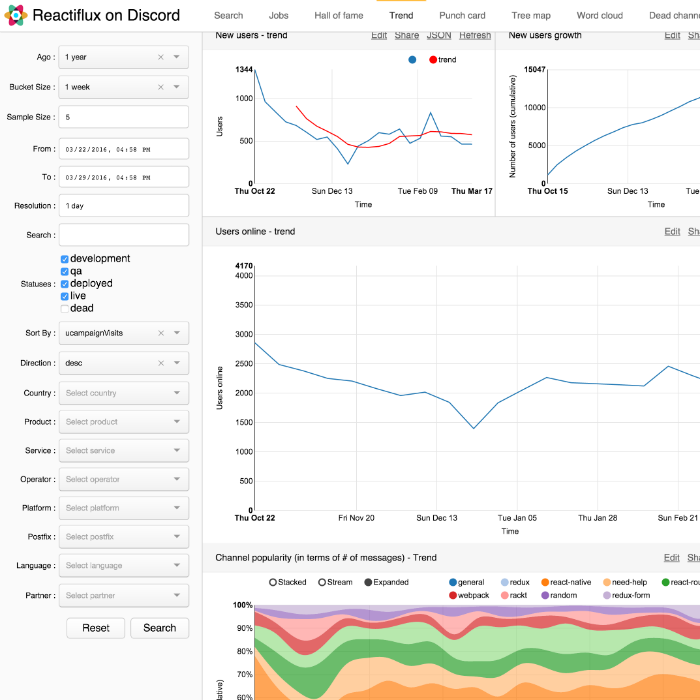 Reactiflux on Discord
Search Jobs Hall of fame Trend Punch card Tree map Word cloud Dead chann
Ago : 1 year
Bucket Size : 1 week
Sample Size : 5
From : 03/22/2016, 04:58 PM
To : 03/29/2016, 04:58 PM
Resolution : 1 day
Search :
Statuses :
development
qa
deployed
live
dead
Sort By : ucampaignVisits
Direction : desc
Country : Select country
Product : Select product
Service : Select service
Operator : Select operator
Platform : Select platform
Postfix : Select postfix
Language : Select language
Partner : Select partner
Reset Search
New users - trend Edit Share JSON Refresh
trend
1344
1000
500
0
Users
Thu Oct 22 Sun Dec 13 Tue Feb 09 Thu Mar 17
Time
New users growth Edit Sh
15047
10000
5000
0
Number of users (cumulative)
Thu Oct 15 Sun Dec 13 Tue
Time
Users online - trend Edit Sh
4170
4000
3500
3000
2500
2000
1500
1000
500
0
Users online
Thu Oct 22 Fri Nov 20 Sun Dec 13 Tue Jan 05 Thu Jan 28 Sun Feb 21
Time
Channel popularity (in terms of # of messages) - Trend Edit Sh
Stacked Stream Expanded
general redux react-native need-help react-rou
webpack rackt random redux-form
100%
90%
80%
70%
60%
lative)